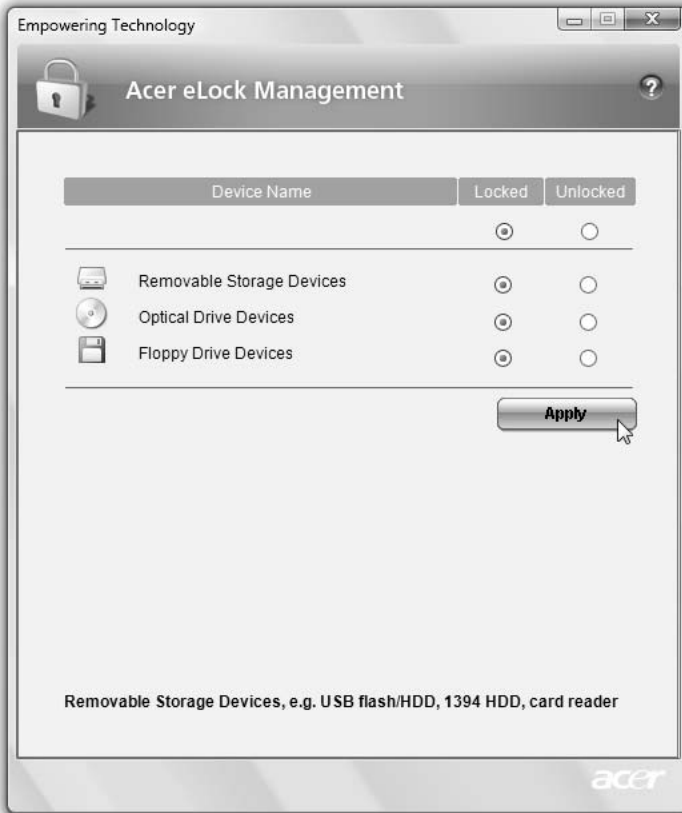 Empowering Technology
Acer eLock Management
?
Device Name Locked Unlocked
Removable Storage Devices
Optical Drive Devices
Floppy Drive Devices
Apply
Removable Storage Devices, e.g. USB flash/HDD, 1394 HDD, card reader
acer